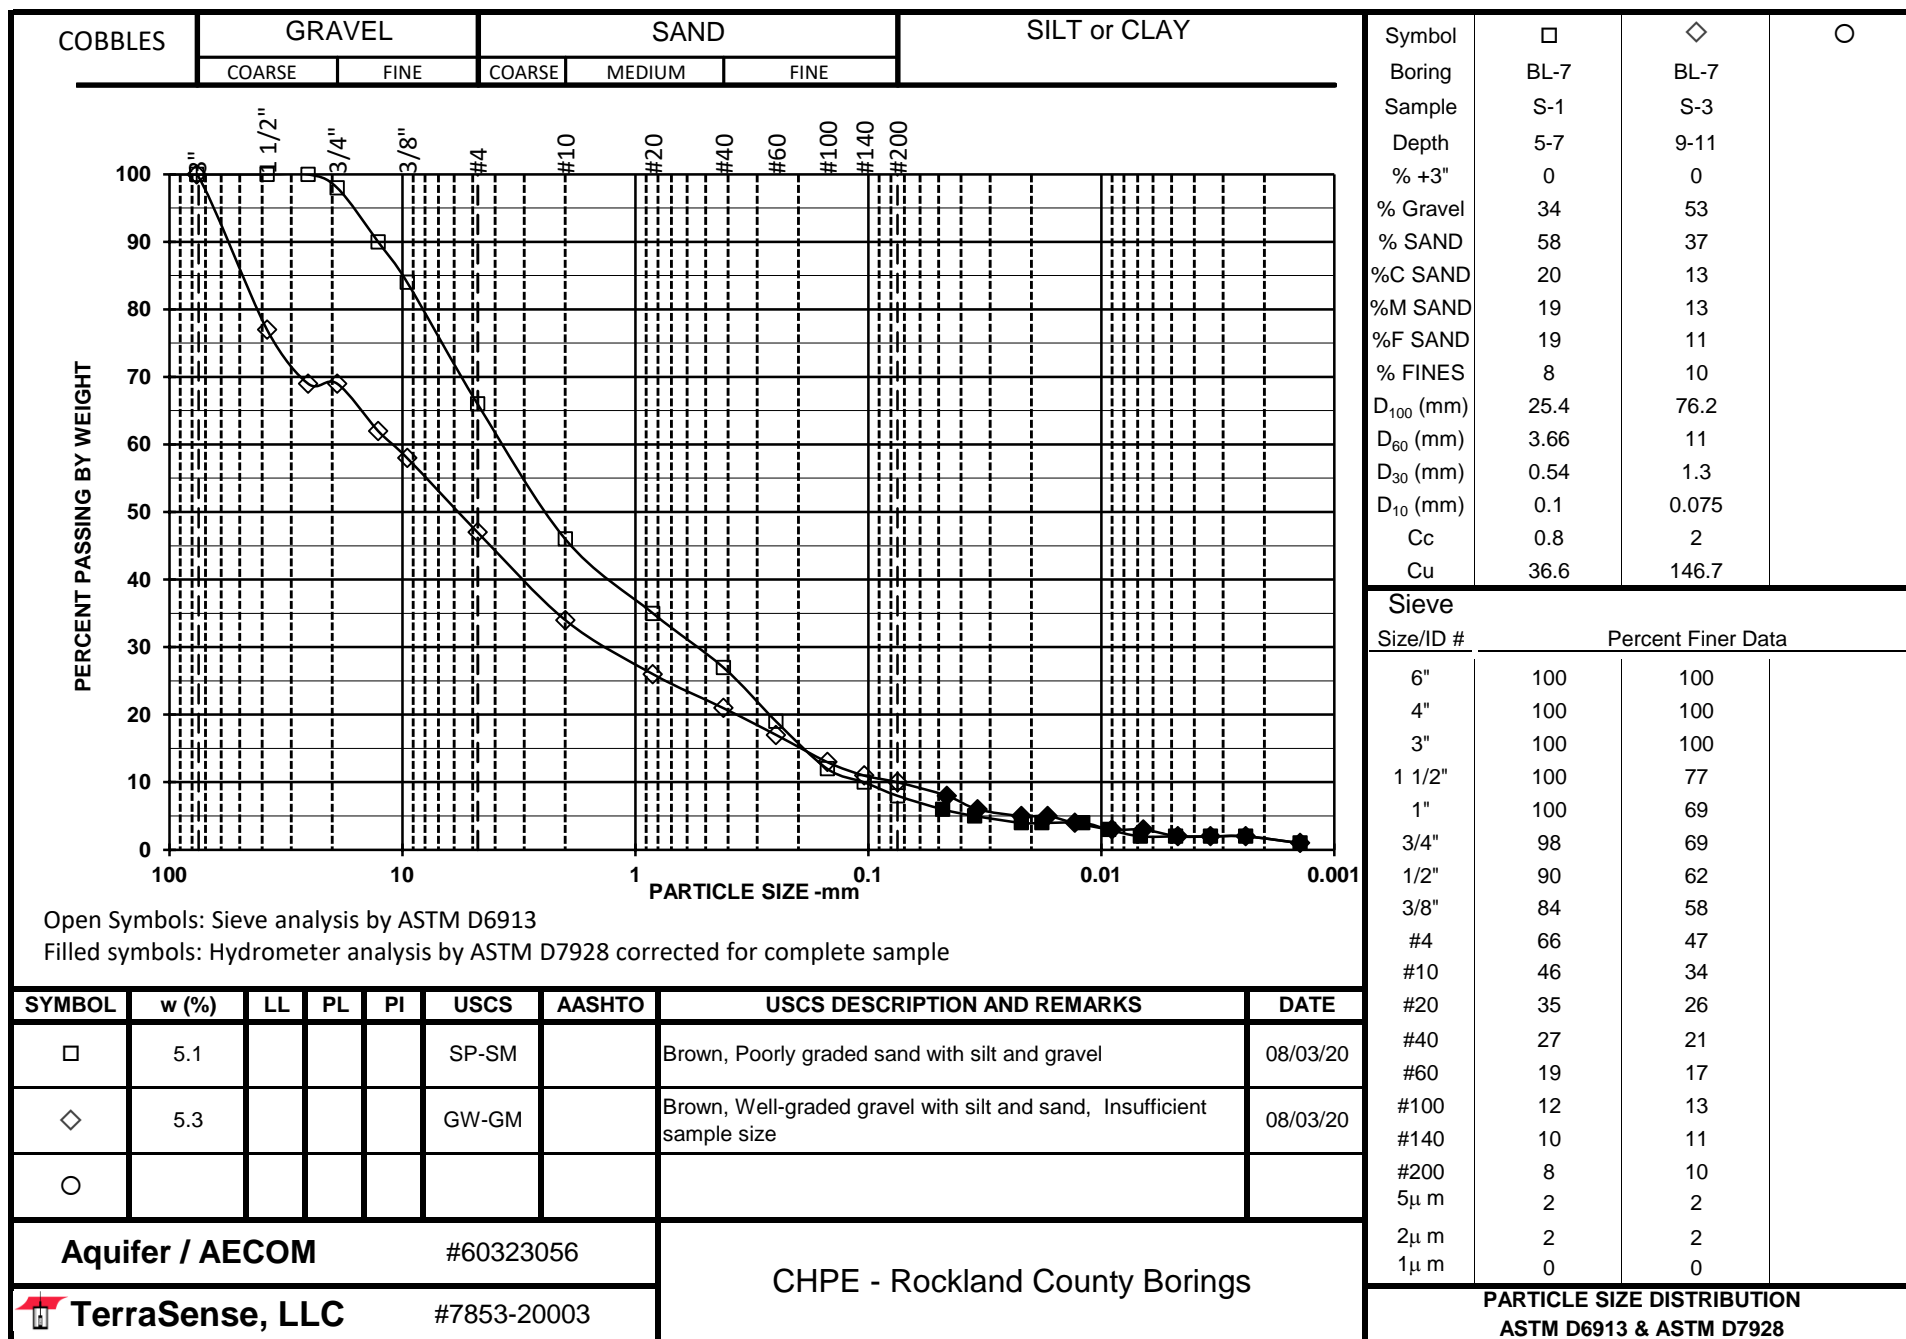 COBBLES GRAVEL SAND SILT or CLAY
COARSE FINE COARSE MEDIUM FINE
3" 1 1/2" 3/4" 3/8" #4 #10 #20 #40 #60 #100 #140 #200
PERCENT PASSING BY WEIGHT
100
90
80
70
60
50
40
30
20
10
0
100 10 1 0.1 0.01 0.001
PARTICLE SIZE -mm
Open Symbols: Sieve analysis by ASTM D6913
Filled symbols: Hydrometer analysis by ASTM D7928 corrected for complete sample
SYMBOL w (%) LL PL PI USCS AASHTO USCS DESCRIPTION AND REMARKS DATE
5.1 SP-SM Brown, Poorly graded sand with silt and gravel 08/03/20
5.3 GW-GM Brown, Well-graded gravel with silt and sand, Insufficient
sample size 08/03/20
Aquifer / AECOM #60323056
TerraSense, LLC #7853-20003
CHPE - Rockland County Borings
Symbol □ ◇ ○
Boring BL-7 BL-7
Sample S-1 S-3
Depth 5-7 9-11
% +3" 0 0
% Gravel 34 53
% SAND 58 37
%C SAND 20 13
%M SAND 19 13
%F SAND 19 11
% FINES 8 10
D100 (mm) 25.4 76.2
D60 (mm) 3.66 11
D30 (mm) 0.54 1.3
D10 (mm) 0.1 0.075
Cc 0.8 2
Cu 36.6 146.7
Sieve
Size/ID # Percent Finer Data
6" 100 100
4" 100 100
3" 100 100
1 1/2" 100 77
1" 100 69
3/4" 98 69
1/2" 90 62
3/8" 84 58
#4 66 47
#10 46 34
#20 35 26
#40 27 21
#60 19 17
#100 12 13
#140 10 11
#200 8 10
5μ m 2 2
2μ m 2 2
1μ m 0 0
PARTICLE SIZE DISTRIBUTION
ASTM D6913 & ASTM D7928